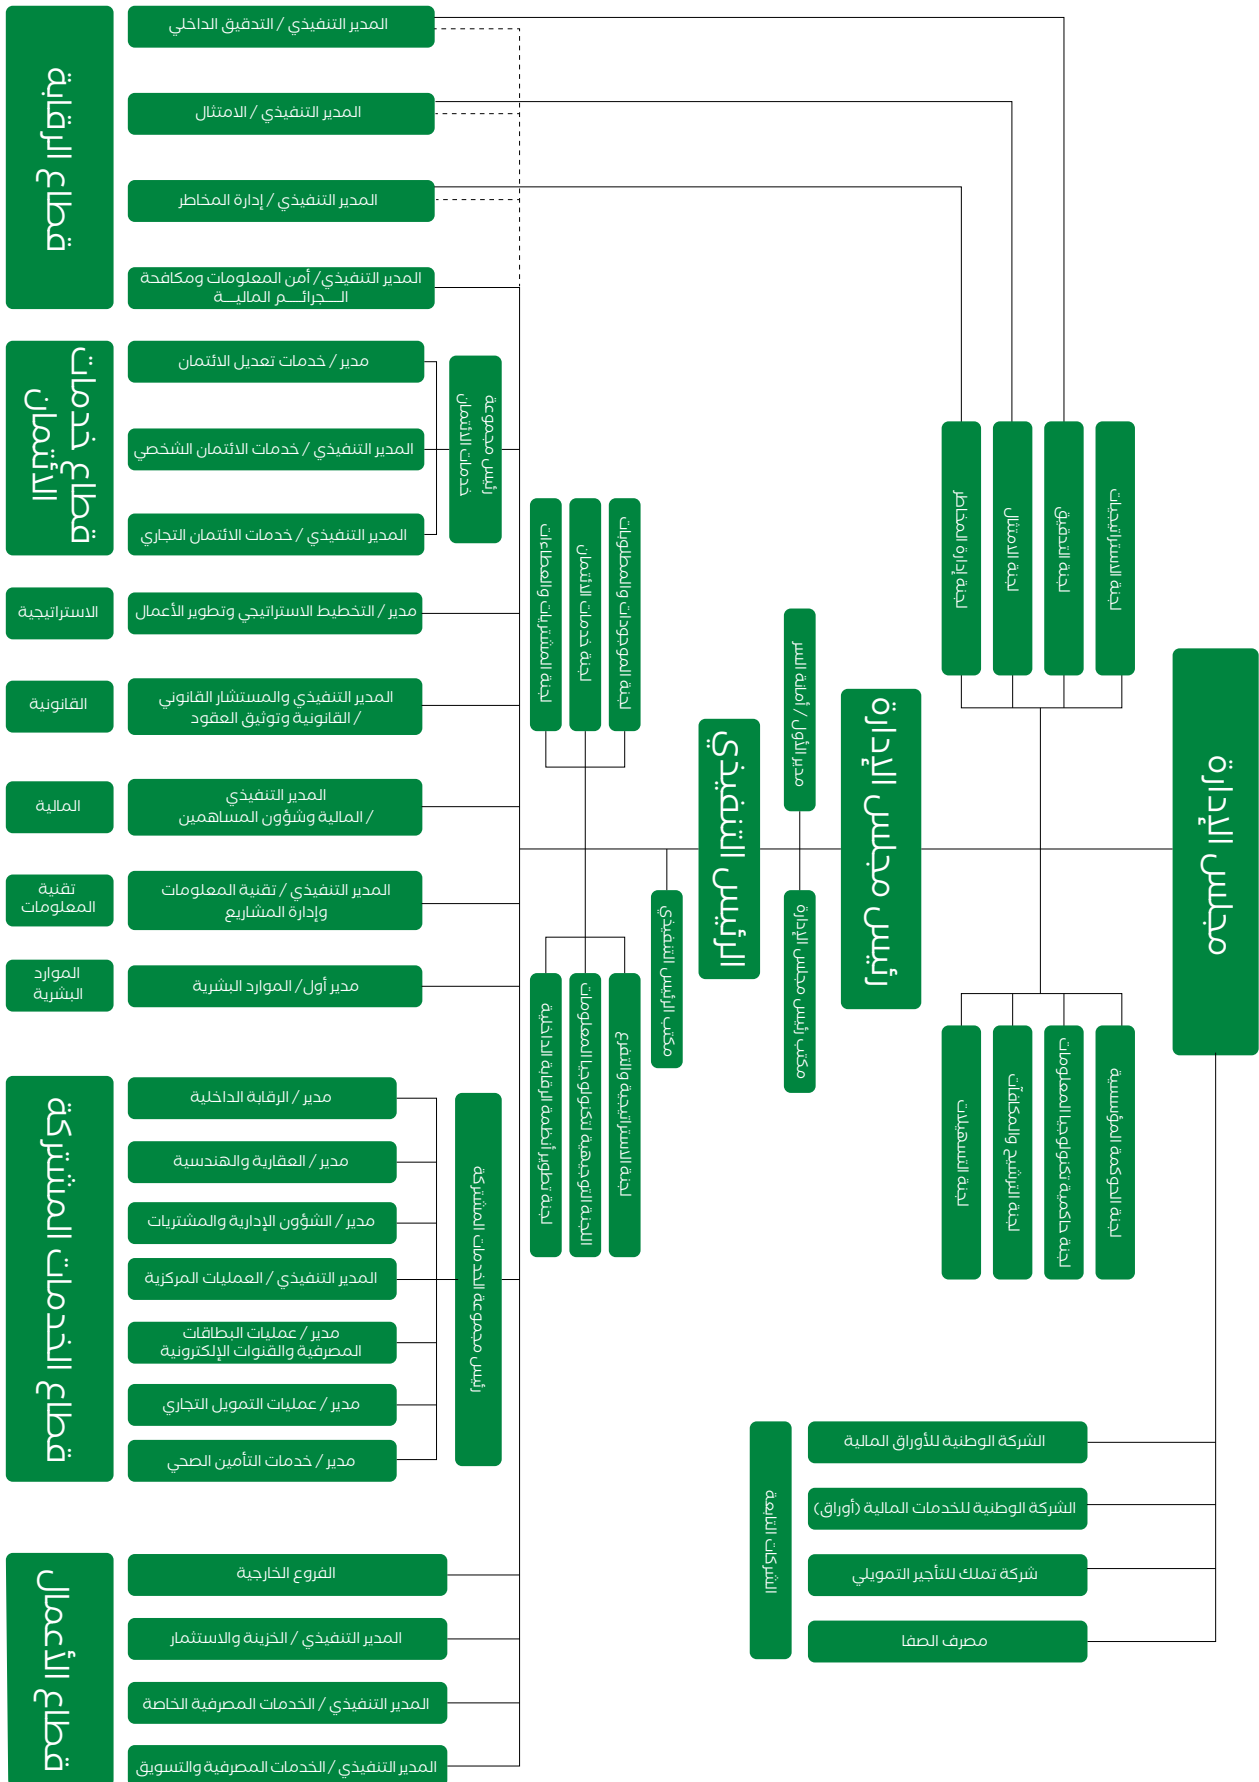 مجلس الإدارة
لجنة الاستراتيجيات
لجنة التدقيق
لجنة الامتثال
لجنة إدارة المخاطر
لجنة الحوكمة المؤسسية
لجنة حاكمية تكنولوجيا المعلومات
لجنة الترشيح والمكافآت
لجنة التسهيلات
رئيس مجلس الإدارة
مدير الأول / أمانة السر
مكتب رئيس مجلس الإدارة
الرئيس التنفيذي
مكتب الرئيس التنفيذي
لجنة الموجودات والمطلوبات
لجنة خدمات الائتمان
لجنة المشتريات والعطاءات
لجنة الاستراتيجية والتفرع
اللجنة التوجيهية لتكنولوجيا المعلومات
لجنة تطوير أنظمة الرقابة الداخلية
الشركات التابعة
الشركة الوطنية للأوراق المالية
الشركة الوطنية للخدمات المالية (أوراق)
شركة تملك للتأجير التمويلي
مصرف الصفا
قطاع الرقابة
المدير التنفيذي / التدقيق الداخلي
المدير التنفيذي / الامتثال
المدير التنفيذي / إدارة المخاطر
المدير التنفيذي/ أمن المعلومات ومكافحة
الـــجرائـــم الماليـــة
قطاع خدمات
الائتمان
رئيس مجموعة
خدمات الائتمان
مدير / خدمات تعديل الائتمان
المدير التنفيذي / خدمات الائتمان الشخصي
المدير التنفيذي / خدمات الائتمان التجاري
الاستراتيجية
مدير / التخطيط الاستراتيجي وتطوير الأعمال
القانونية
المدير التنفيذي والمستشار القانوني
/ القانونية وتوثيق العقود
المالية
المدير التنفيذي
/ المالية وشؤون المساهمين
تقنية
المعلومات
المدير التنفيذي / تقنية المعلومات
وإدارة المشاريع
الموارد
البشرية
مدير أول/ الموارد البشرية
قطاع الخدمات المشتركة
رئيس مجموعة الخدمات المشتركة
مدير / الرقابة الداخلية
مدير / العقارية والهندسية
مدير / الشؤون الإدارية والمشتريات
المدير التنفيذي / العمليات المركزية
مدير / عمليات البطاقات
المصرفية والقنوات الإلكترونية
مدير / عمليات التمويل التجاري
مدير / خدمات التأمين الصحي
قطاع الأعمال
الفروع الخارجية
المدير التنفيذي / الخزينة والاستثمار
المدير التنفيذي / الخدمات المصرفية الخاصة
المدير التنفيذي / الخدمات المصرفية والتسويق